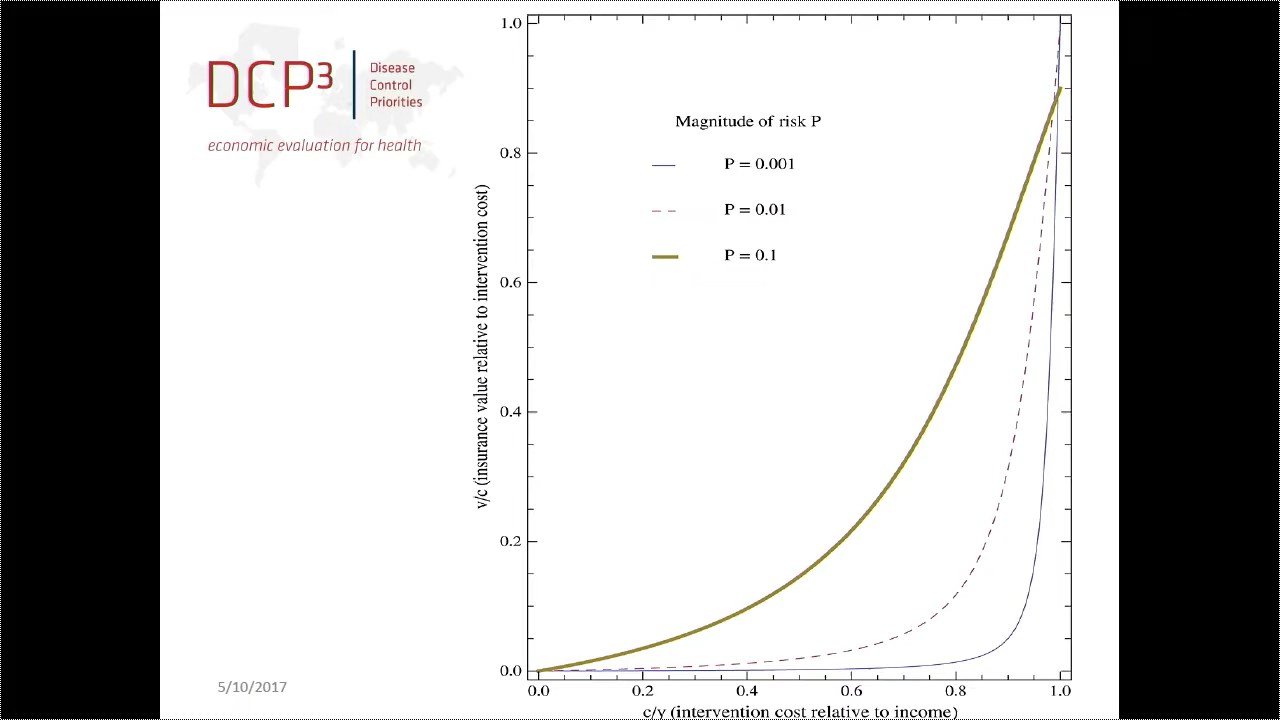 DCP³
Disease
Control
Priorities
economic evaluation for health
Magnitude of risk P
P = 0.001
P = 0.01
P = 0.1
v/c (insurance value relative to intervention cost)
1.0
0.8
0.6
0.4
0.2
0.0
0.0 0.2 0.4 0.6 0.8 1.0
c/y (intervention cost relative to income)
5/10/2017